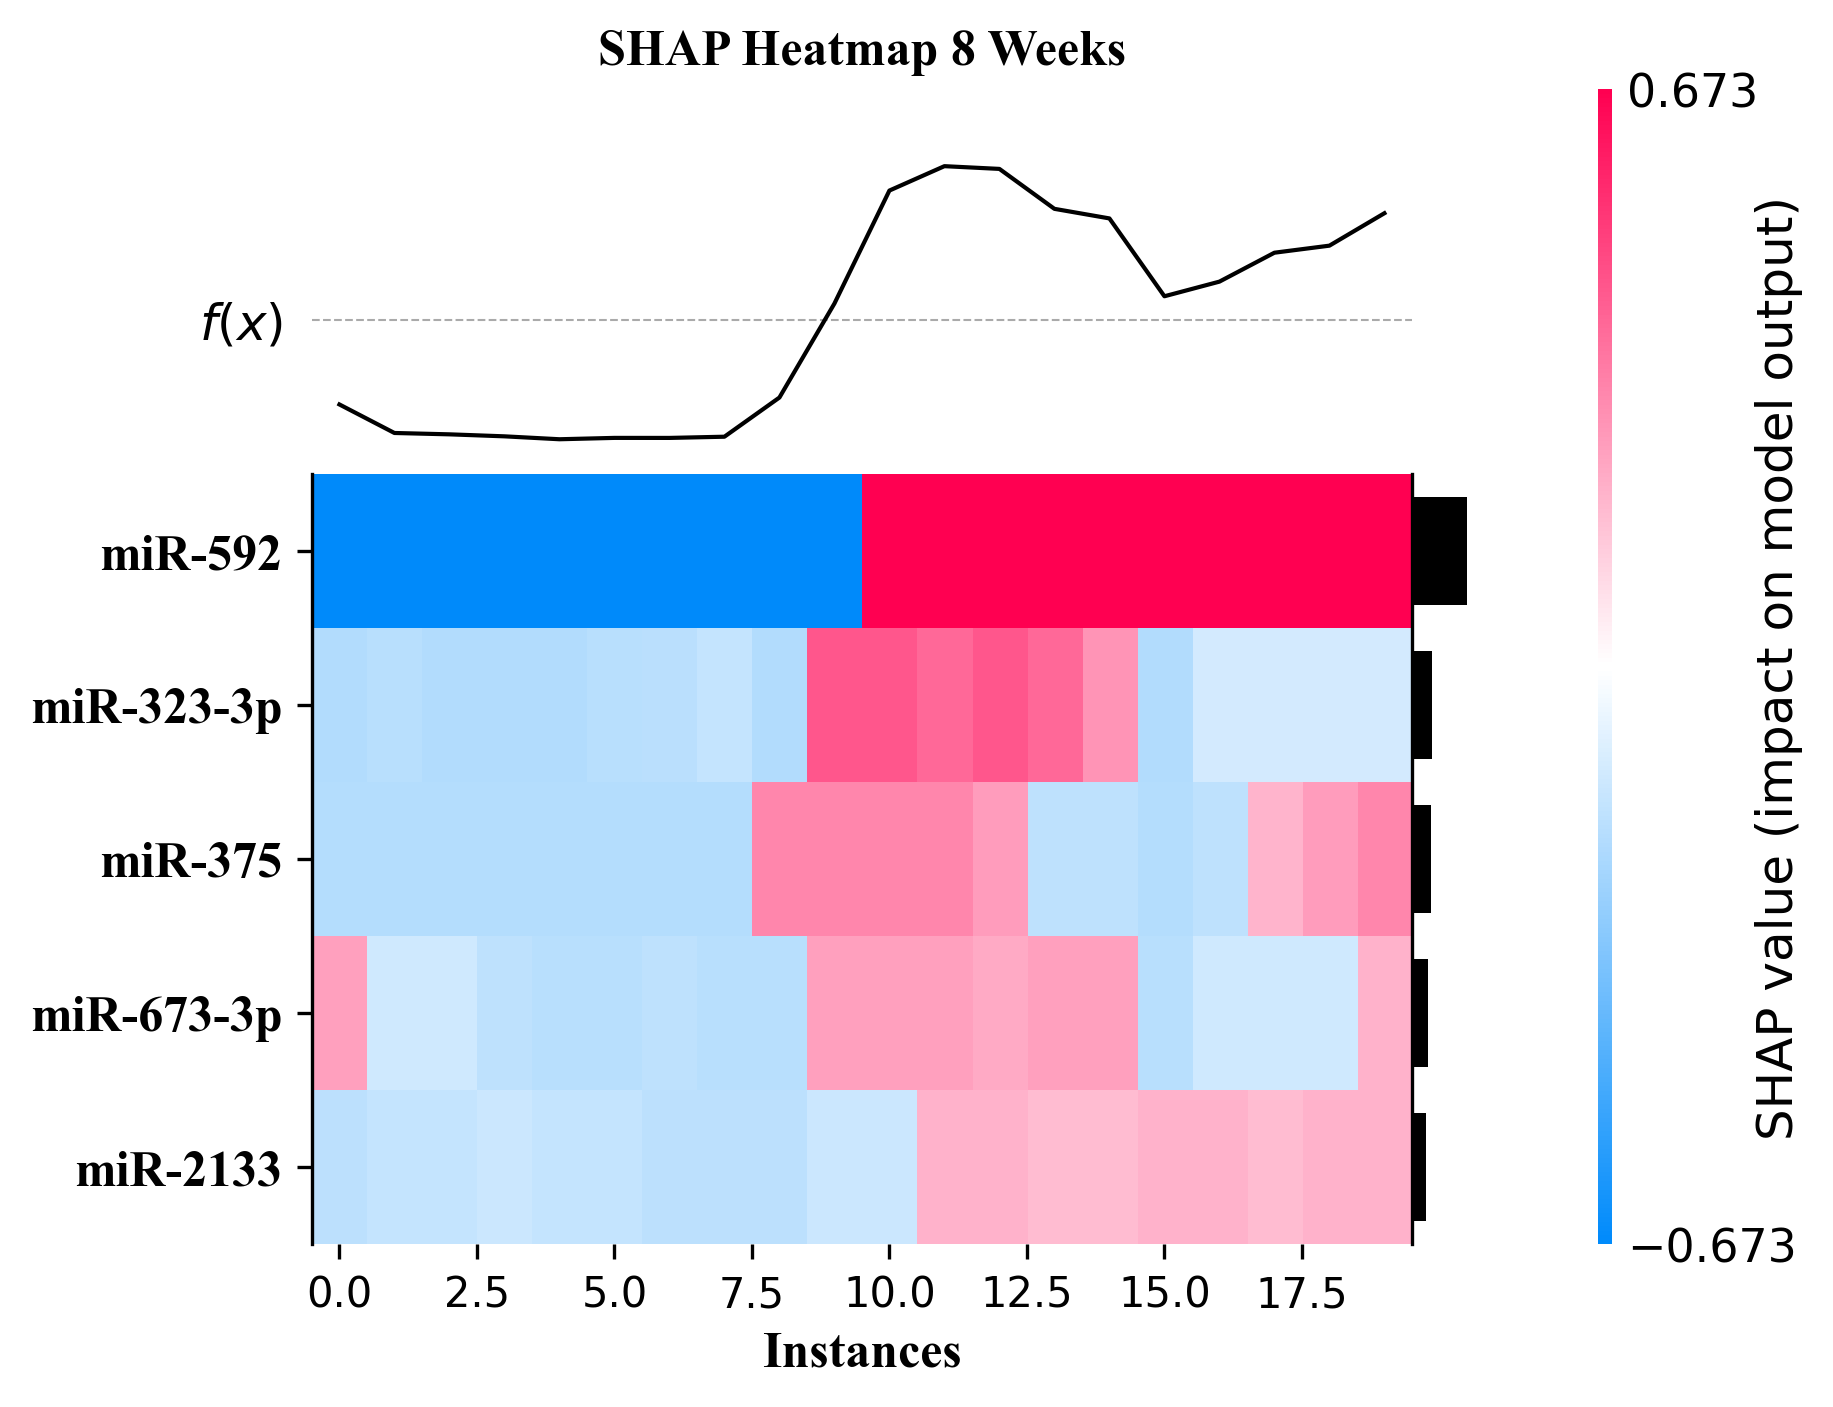 SHAP Heatmap 8 Weeks
0.673
f(x)
miR-592
miR-323-3p
miR-375
miR-673-3p
miR-2133
0.0 2.5 5.0 7.5 10.0 12.5 15.0 17.5
Instances
SHAP value (impact on model output)
−0.673